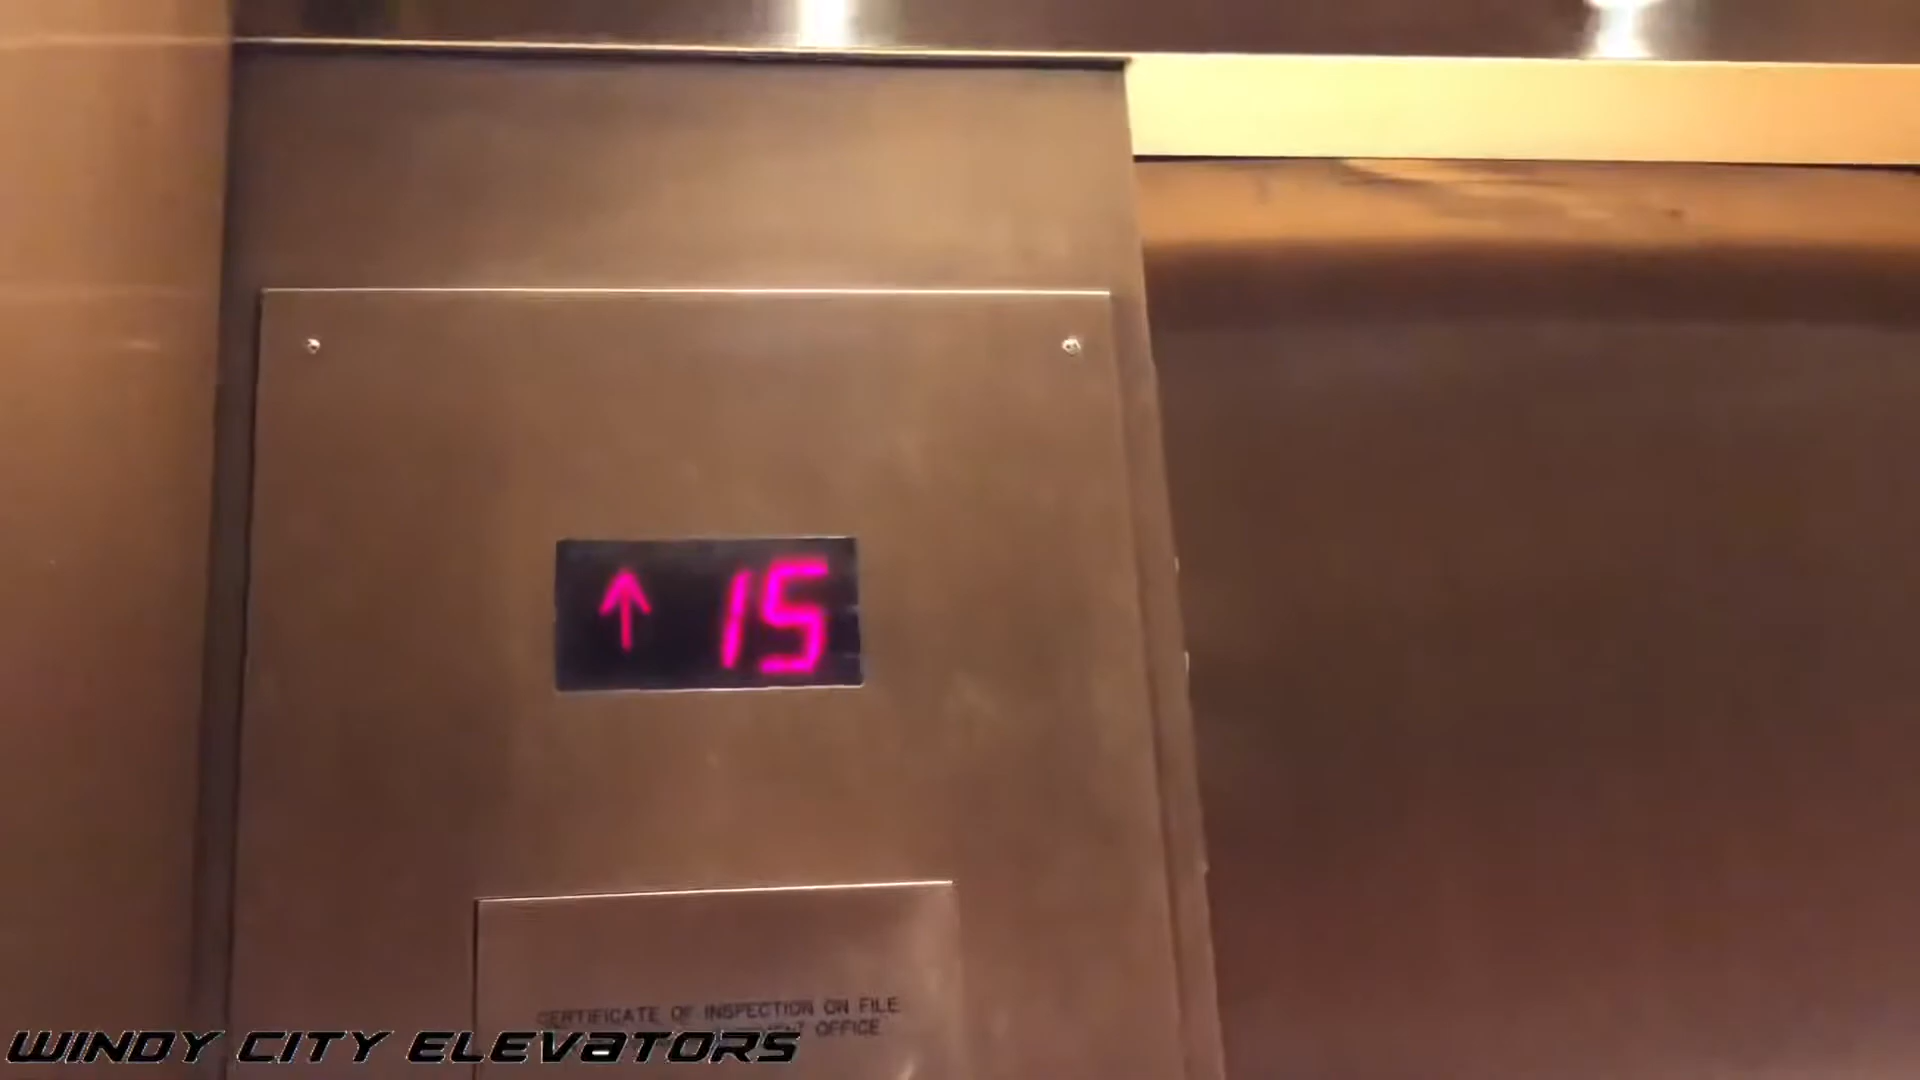 ↑ 15
CERTIFICATE OF INSPECTION ON FILE
OFFICE
WINDY CITY ELEVATORS